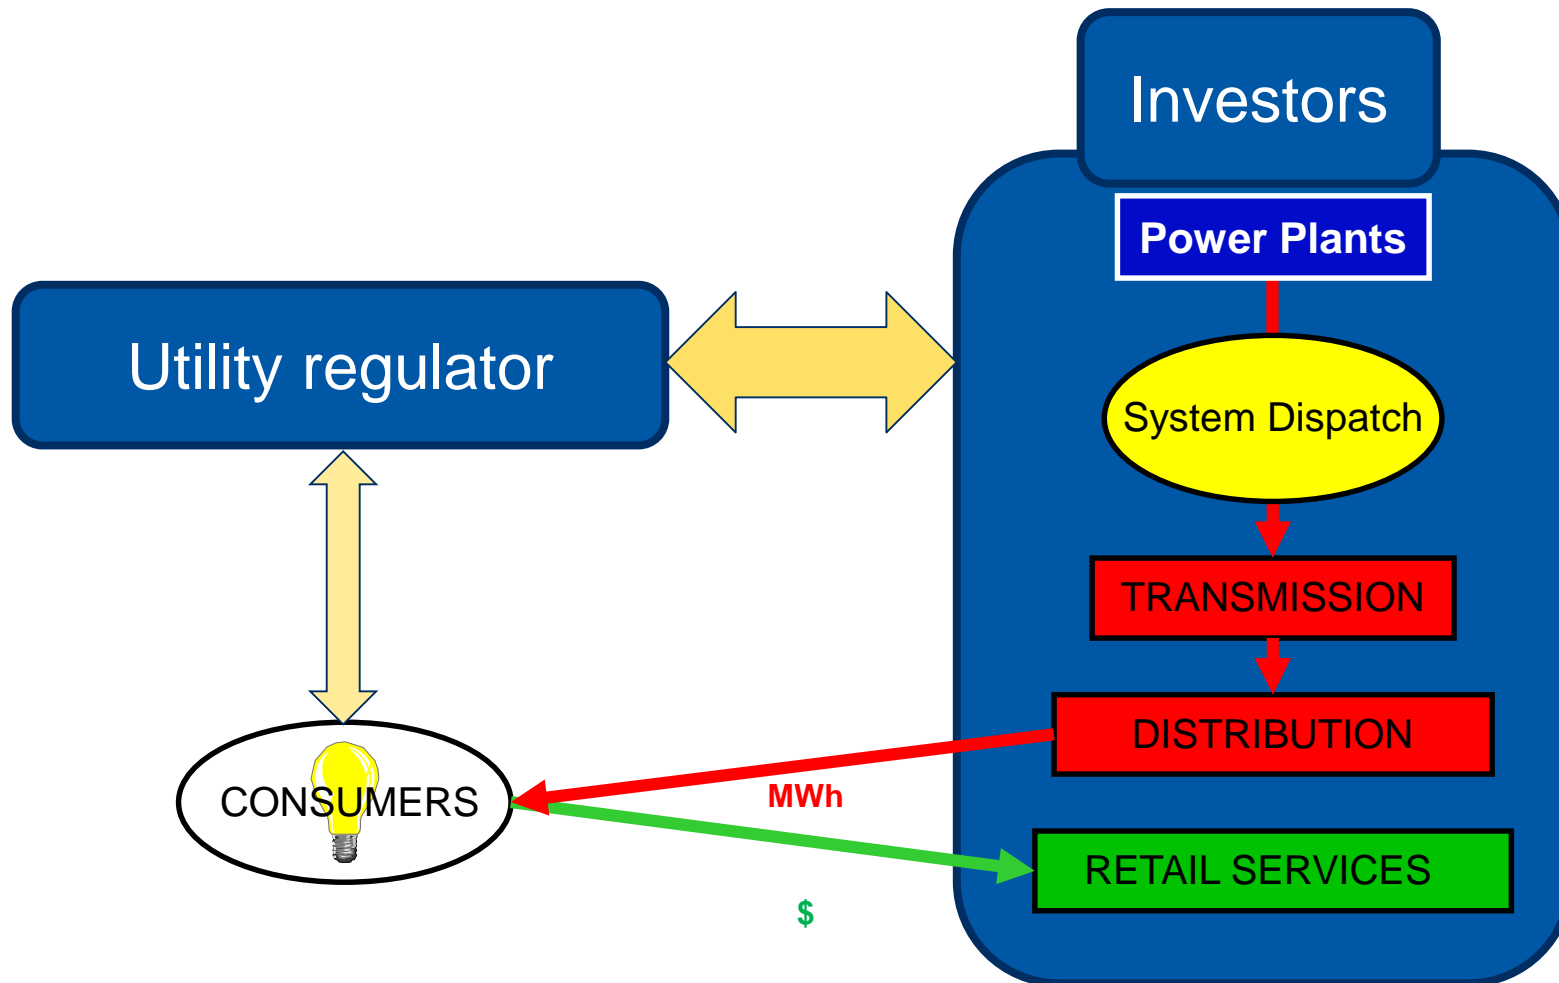 Investors
Power Plants
Utility regulator
System Dispatch
TRANSMISSION
DISTRIBUTION
MWh
CONSUMERS
RETAIL SERVICES
$